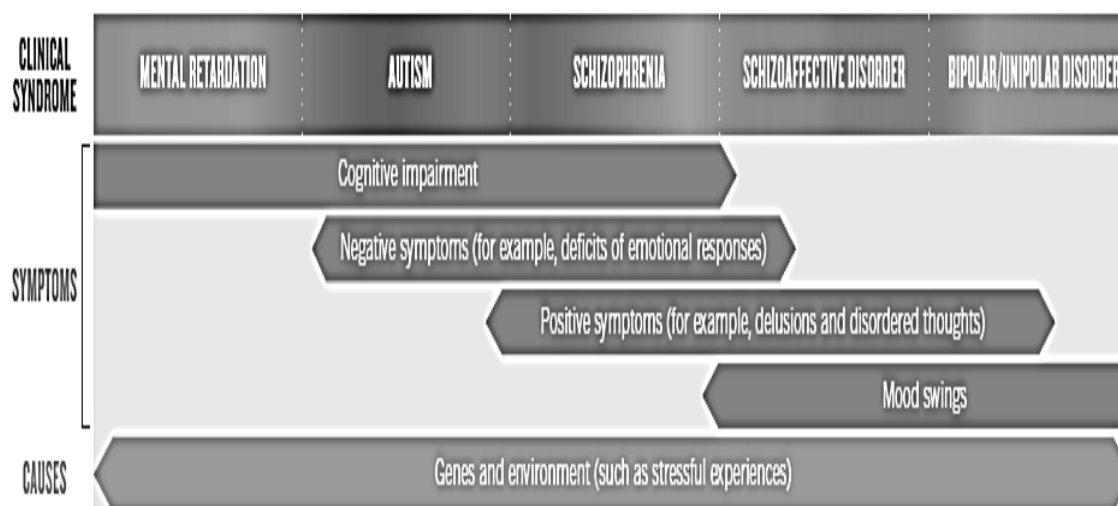 CLINICAL
SYNDROME
MENTAL RETARDATION
AUTISM
SCHIZOPHRENIA
SCHIZOAFFECTIVE DISORDER
BIPOLAR/UNIPOLAR DISORDER
SYMPTOMS
Cognitive impairment
Negative symptoms (for example, deficits of emotional responses)
Positive symptoms (for example, delusions and disordered thoughts)
Mood swings
CAUSES
Genes and environment (such as stressful experiences)